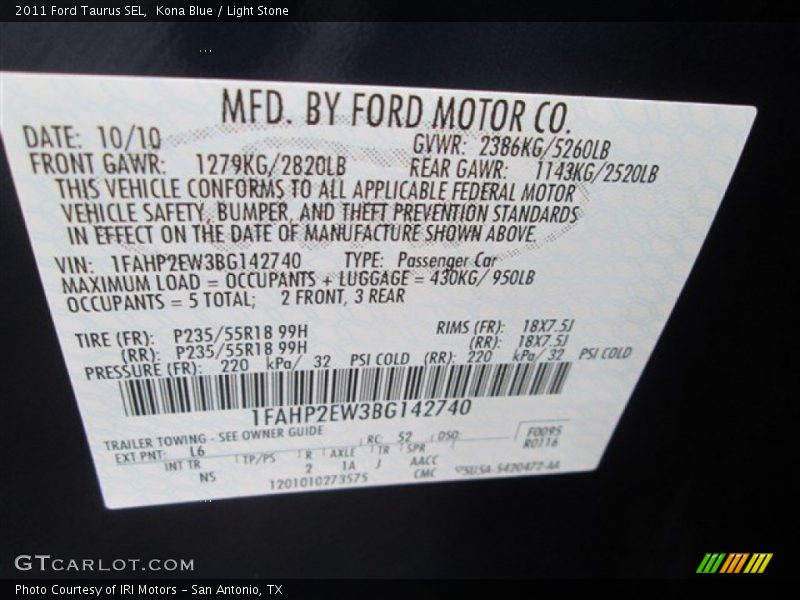 2011 Ford Taurus SEL,  Kona Blue / Light Stone
MFD. BY FORD MOTOR CO.
DATE: 10/10 GVWR: 2386KG/5260LB
FRONT GAWR: 1279KG/2820LB REAR GAWR: 1143KG/2520LB
THIS VEHICLE CONFORMS TO ALL APPLICABLE FEDERAL MOTOR
VEHICLE SAFETY, BUMPER, AND THEFT PREVENTION STANDARDS
IN EFFECT ON THE DATE OF MANUFACTURE SHOWN ABOVE.
VIN: 1FAHP2EW3BG142740 TYPE: Passenger Car
MAXIMUM LOAD = OCCUPANTS + LUGGAGE = 430KG/ 950LB
OCCUPANTS = 5 TOTAL; 2 FRONT, 3 REAR
TIRE (FR): P235/55R18 99H RIMS (FR): 18X7.5J
(RR): P235/55R18 99H (RR): 18X7.5J
PRESSURE (FR): 220 kPa/ 32 PSI COLD (RR): 220 kPa/ 32 PSI COLD
1FAHP2EW3BG142740
TRAILER TOWING - SEE OWNER GUIDE RC: 52 DSO: F0095
EXT PNT: L6 R0116
INT TR TP/PS R AXLE TR SPR
NS 2 1A J AACC
1201010273575 CMC
GTCARLOT.COM
Photo Courtesy of IRI Motors - San Antonio, TX